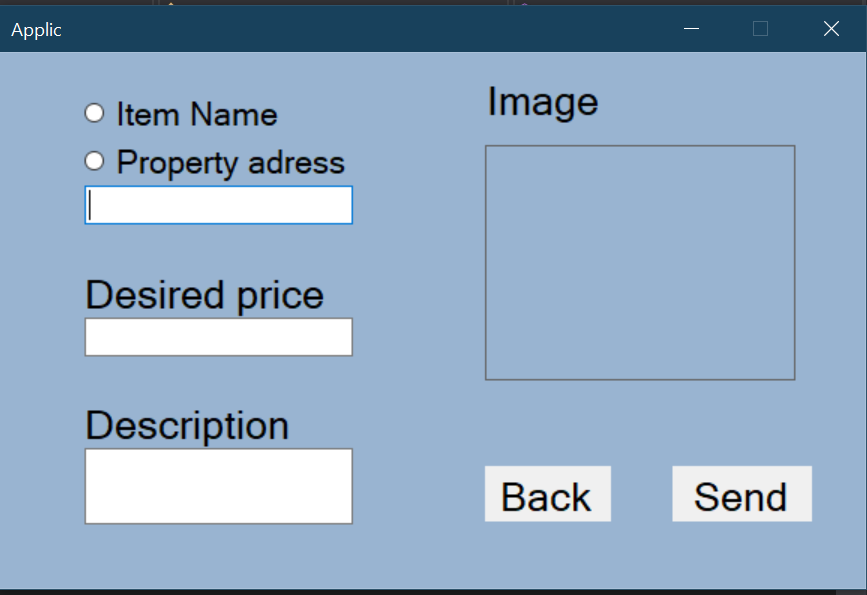 Applic
Item Name
Property adress
Desired price
Description
Image
Back
Send